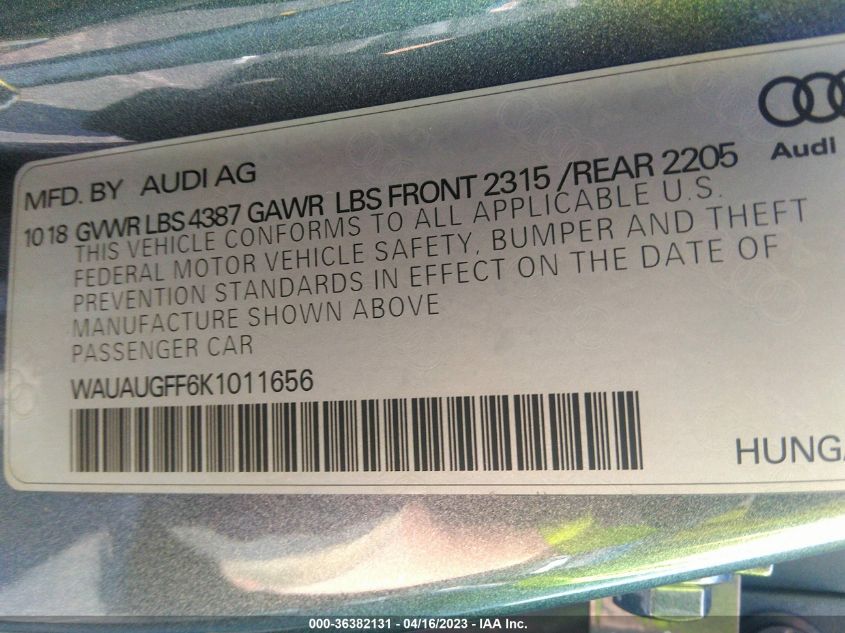 MFD. BY AUDI AG
Audi
10 18 GVWR LBS 4387 GAWR LBS FRONT 2315 /REAR 2205
THIS VEHICLE CONFORMS TO ALL APPLICABLE U.S.
FEDERAL MOTOR VEHICLE SAFETY, BUMPER AND THEFT
PREVENTION STANDARDS IN EFFECT ON THE DATE OF
MANUFACTURE SHOWN ABOVE
PASSENGER CAR
WAUAUGFF6K1011656
HUNGA
000-36382131 - 04/16/2023 - IAA Inc.